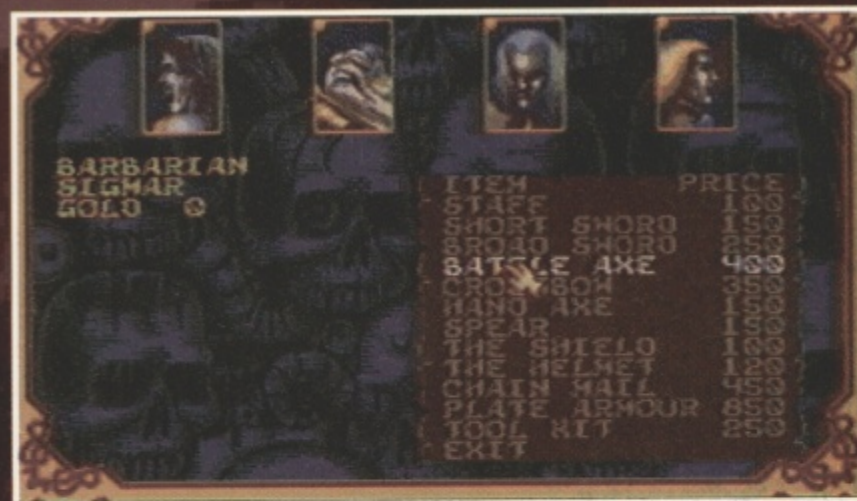 BARBARIAN
SIGMAR
GOLD 0
ITEM PRICE
STAFF 100
SHORT SWORD 150
BROAD SWORD 250
BATTLE AXE 400
CROSSBOW 350
HAND AXE 150
SPEAR 150
THE SHIELD 100
THE HELMET 120
CHAIN MAIL 450
PLATE ARMOUR 850
TOOL KIT 250
EXIT